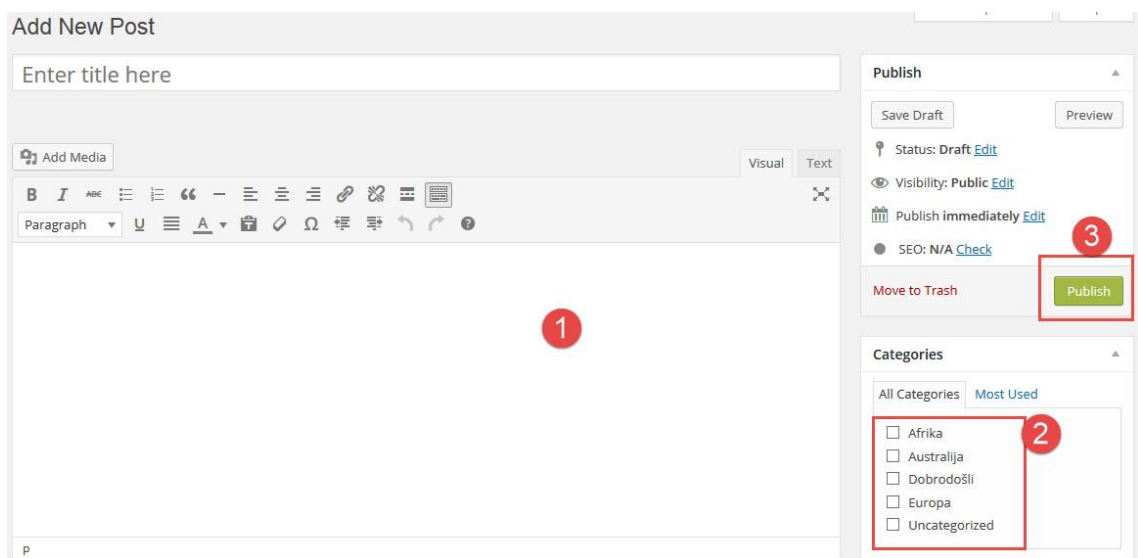 Add New Post
Enter title here
Add Media
Visual Text
B I ABC
Paragraph U A Ω
1
P
Publish
Save Draft Preview
Status: Draft Edit
Visibility: Public Edit
Publish immediately Edit
SEO: N/A Check
3
Move to Trash Publish
Categories
All Categories Most Used
2
Afrika
Australija
Dobrodošli
Europa
Uncategorized